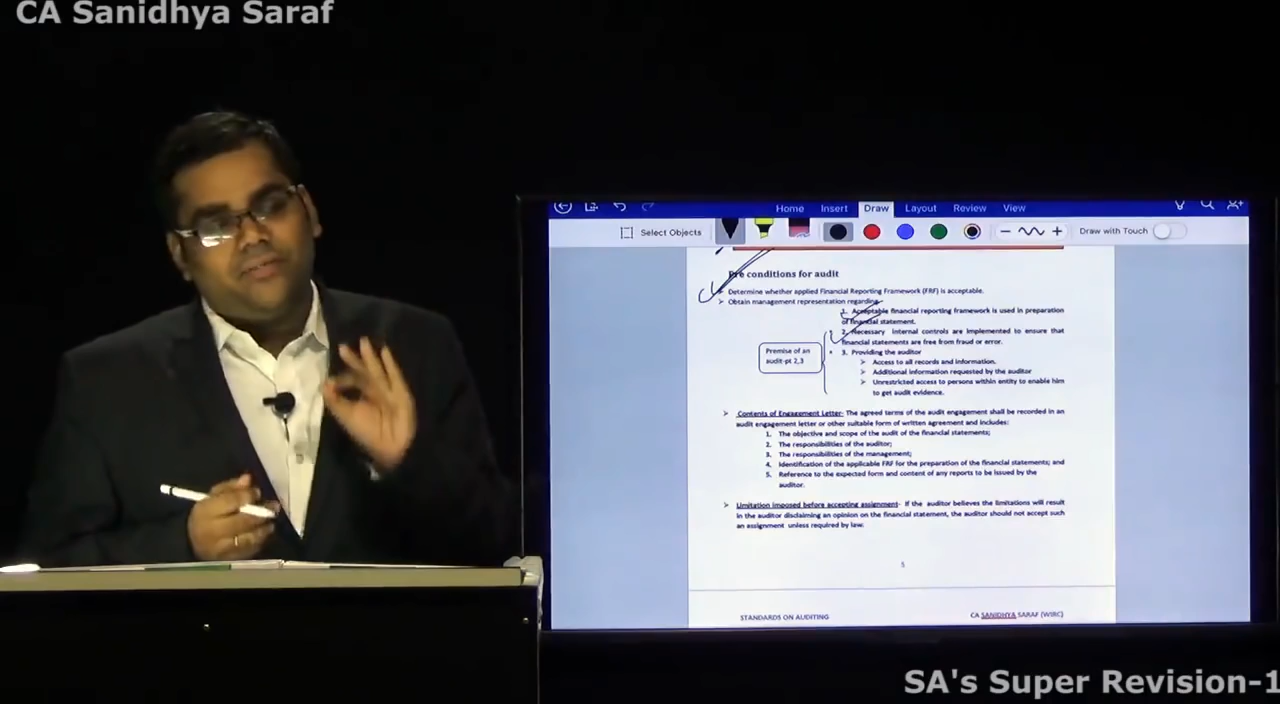 CA Sanidhya Saraf
Home Insert Draw Layout Review View
Select Objects
Draw with Touch
Pre conditions for audit
Determine whether applied Financial Reporting Framework (FRF) is acceptable.
Obtain management representation regarding
1. Acceptable financial reporting framework is used in preparation
of financial statement.
2. Necessary internal controls are implemented to ensure that
financial statements are free from fraud or error.
Premise of an
audit-pt 2,3
3. Providing the auditor
Access to all records and information.
Additional information requested by the auditor
Unrestricted access to persons within entity to enable him
to get audit evidence.
Contents of Engagement Letter- The agreed terms of the audit engagement shall be recorded in an
audit engagement letter or other suitable form of written agreement and includes:
1. The objective and scope of the audit of the financial statements;
2. The responsibilities of the auditor;
3. The responsibilities of the management;
4. Identification of the applicable FRF for the preparation of the financial statements; and
5. Reference to the expected form and content of any reports to be issued by the
auditor.
Limitation imposed before accepting assignment- If the auditor believes the limitations will result
in the auditor disclaiming an opinion on the financial statement, the auditor should not accept such
an assignment unless required by law.
5
STANDARDS ON AUDITING CA SANIDHYA SARAF (WIRC)
SA's Super Revision-1